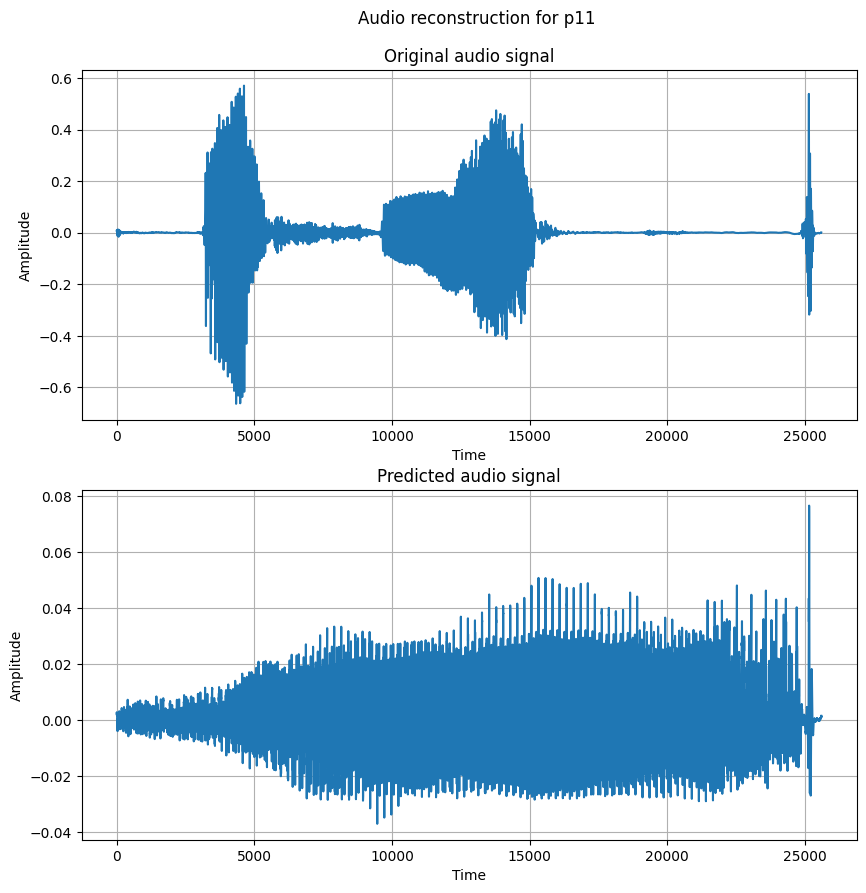 Audio reconstruction for p11
Original audio signal
0.6
0.4
0.2
0.0
−0.2
−0.4
−0.6
Amplitude
0 5000 10000 15000 20000 25000
Time
Predicted audio signal
0.08
0.06
0.04
0.02
0.00
−0.02
−0.04
Amplitude
0 5000 10000 15000 20000 25000
Time